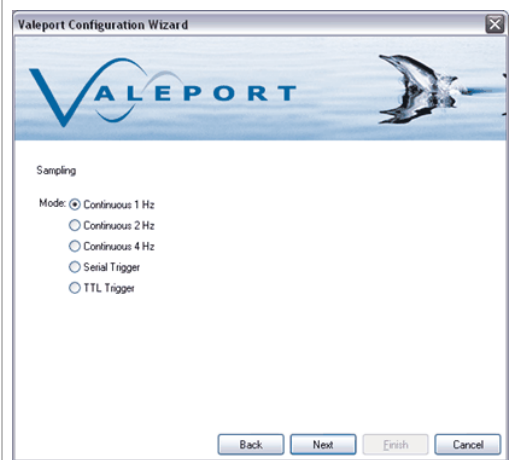 Valeport Configuration Wizard
VALEPORT
Sampling
Mode: Continuous 1 Hz
Continuous 2 Hz
Continuous 4 Hz
Serial Trigger
TTL Trigger
Back Next Finish Cancel